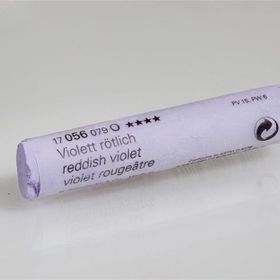 17 056 079 O ★★★★
Violett rötlich
reddish violet
violet rougeâtre
PV 15, PW 6